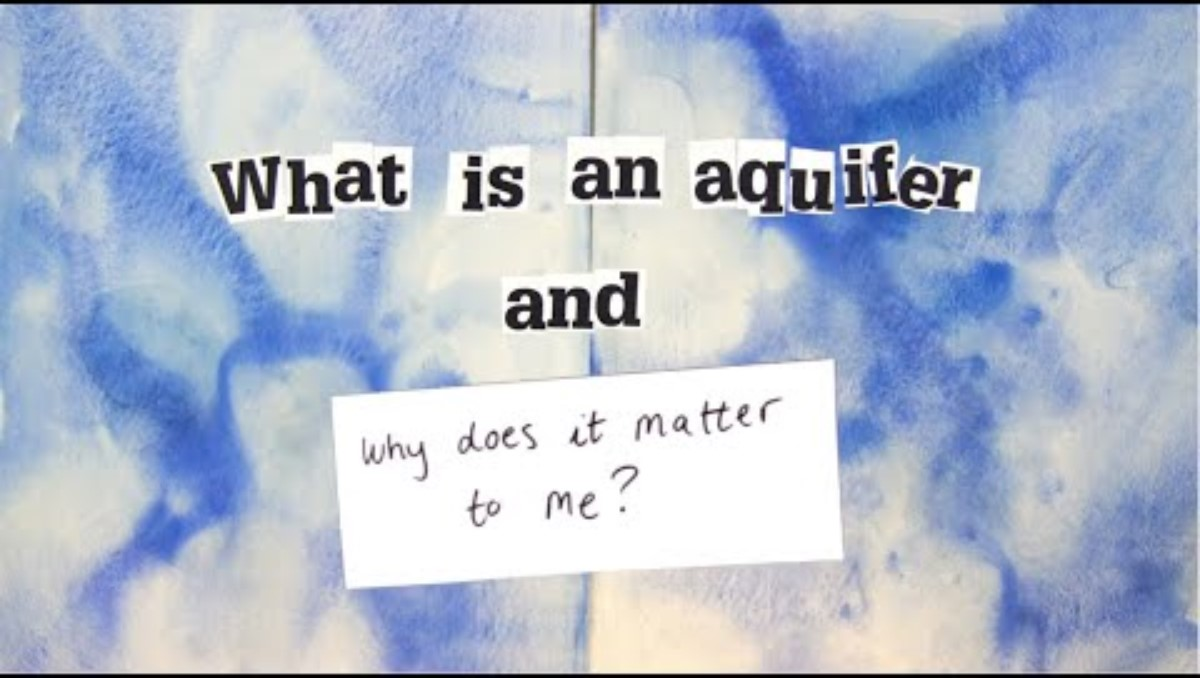 What is an aquifer
and
Why does it matter
to me?